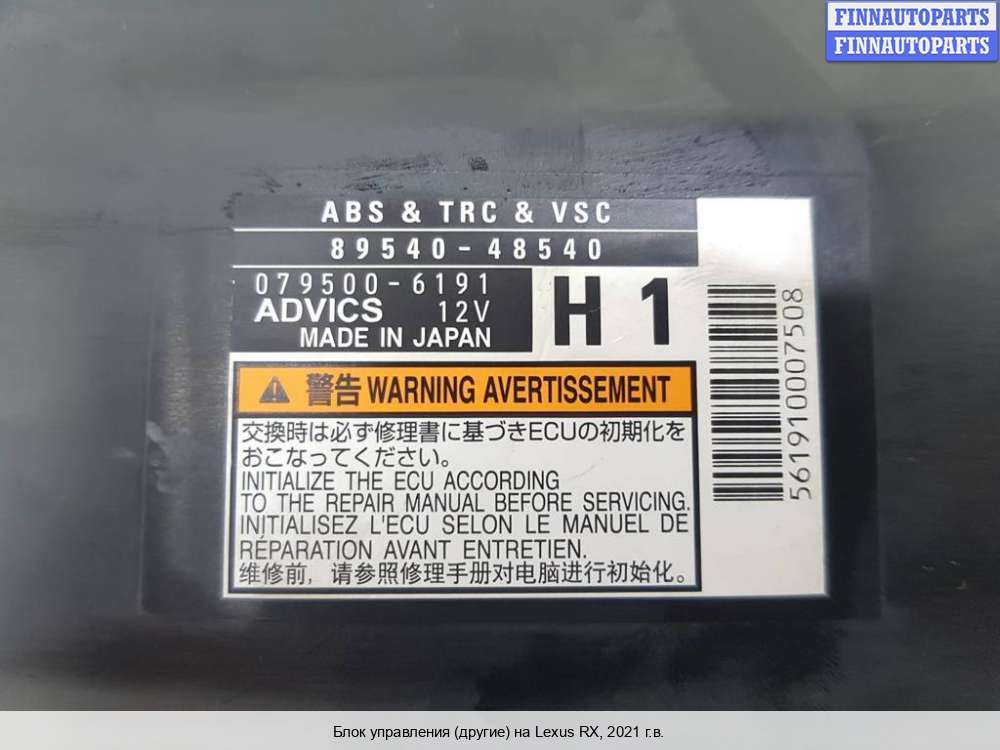 FINNAUTOPARTS
FINNAUTOPARTS
ABS & TRC & VSC
89540-48540
079500-6191
ADVICS 12V
MADE IN JAPAN
H 1
561910007508
警告 WARNING AVERTISSEMENT
交換時は必ず修理書に基づきECUの初期化を
おこなってください。
INITIALIZE THE ECU ACCORDING
TO THE REPAIR MANUAL BEFORE SERVICING.
INITIALISEZ L'ECU SELON LE MANUEL DE
RÉPARATION AVANT ENTRETIEN.
维修前，请参照修理手册对电脑进行初始化。
Блок управления (другие) на Lexus RX, 2021 г.в.